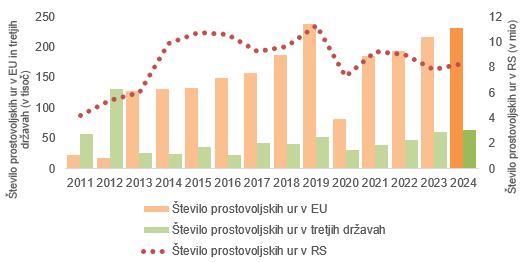 Število prostovoljskih ur v EU in tretjih
državah (v tisoč)
250
200
150
100
50
0
12
10
8
6
4
2
0
Število prostovoljskih ur v RS (v mio)
2011 2012 2013 2014 2015 2016 2017 2018 2019 2020 2021 2022 2023 2024
Število prostovoljskih ur v EU
Število prostovoljskih ur v tretjih državah
Število prostovoljskih ur v RS